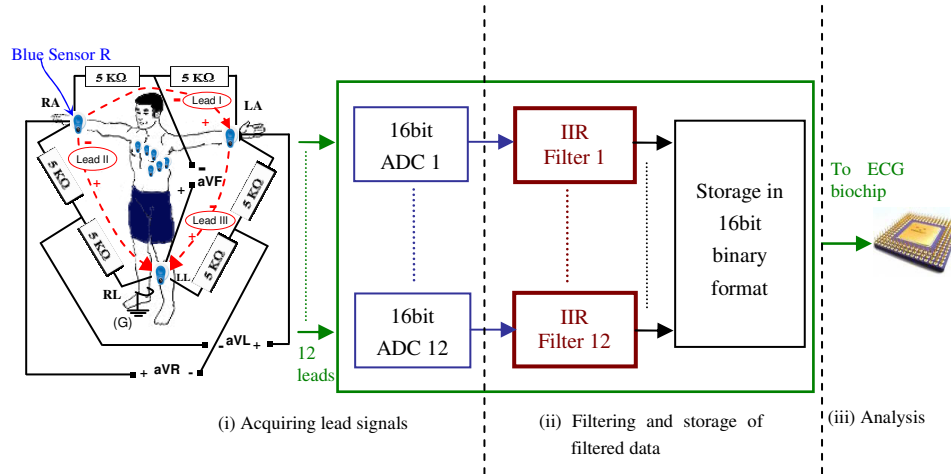 Blue Sensor R
5 KΩ
5 KΩ
RA
LA
Lead I
-
+
Lead II
-
+
5 KΩ
5 KΩ
5 KΩ
5 KΩ
-
aVF
+
Lead III
-
+
LL
RL
(G)
- aVL +
+ aVR -
12
leads
16bit
ADC 1
16bit
ADC 12
IIR
Filter 1
IIR
Filter 12
Storage in
16bit
binary
format
To ECG
biochip
(i) Acquiring lead signals
(ii) Filtering and storage of
filtered data
(iii) Analysis